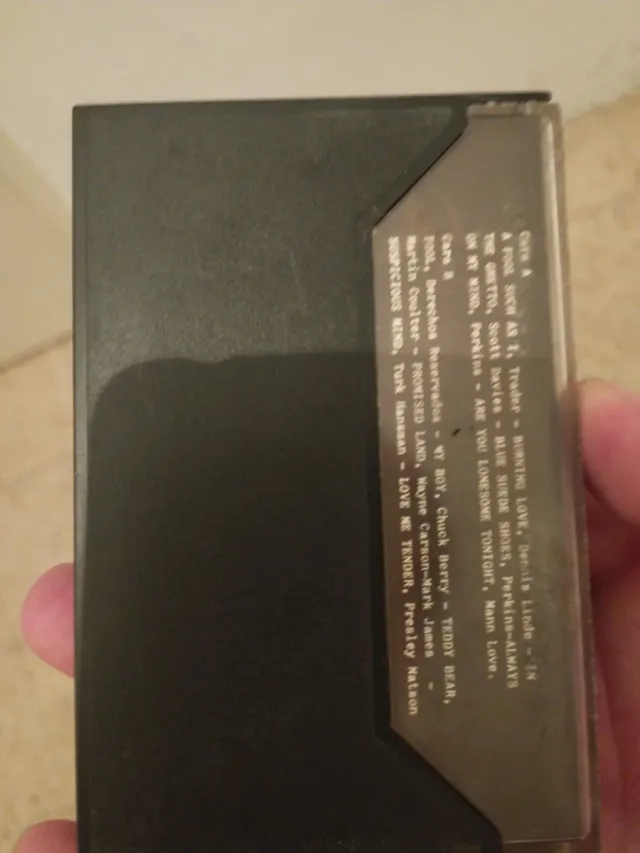 Cara A
A FOOL SUCH AS I, Trader - BURNING LOVE, Dennis Linde - IN
THE GHETTO, Scott Davies - BLUE SUEDE SHOES, Perkins-ALWAYS
ON MY MIND, Perkins - ARE YOU LONESOME TONIGHT, Mann Love.
Cara B
FOOL, Derechos Reservados - MY BOY, Chuck Berry - TEDDY BEAR,
Martin Coulter - PROMISED LAND, Wayne Carson-Mark James -
SUSPICIOUS MIND, Turk Hansman - LOVE ME TENDER, Presley Matson